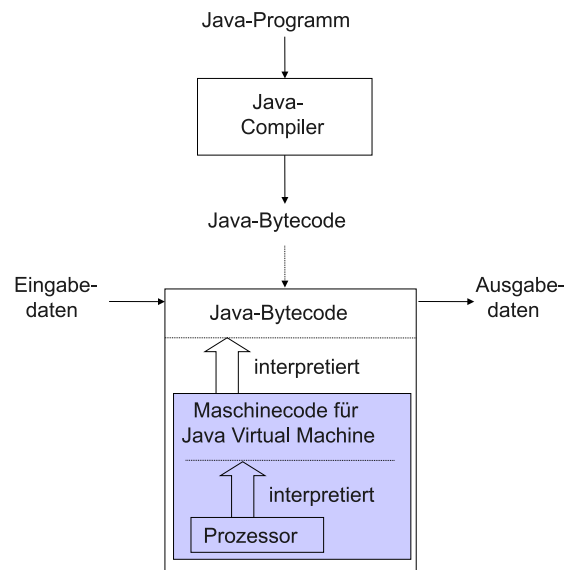 Java-Programm
Java-
Compiler
Java-Bytecode
Eingabe-
daten
Java-Bytecode
Ausgabe-
daten
interpretiert
Maschinecode für
Java Virtual Machine
interpretiert
Prozessor